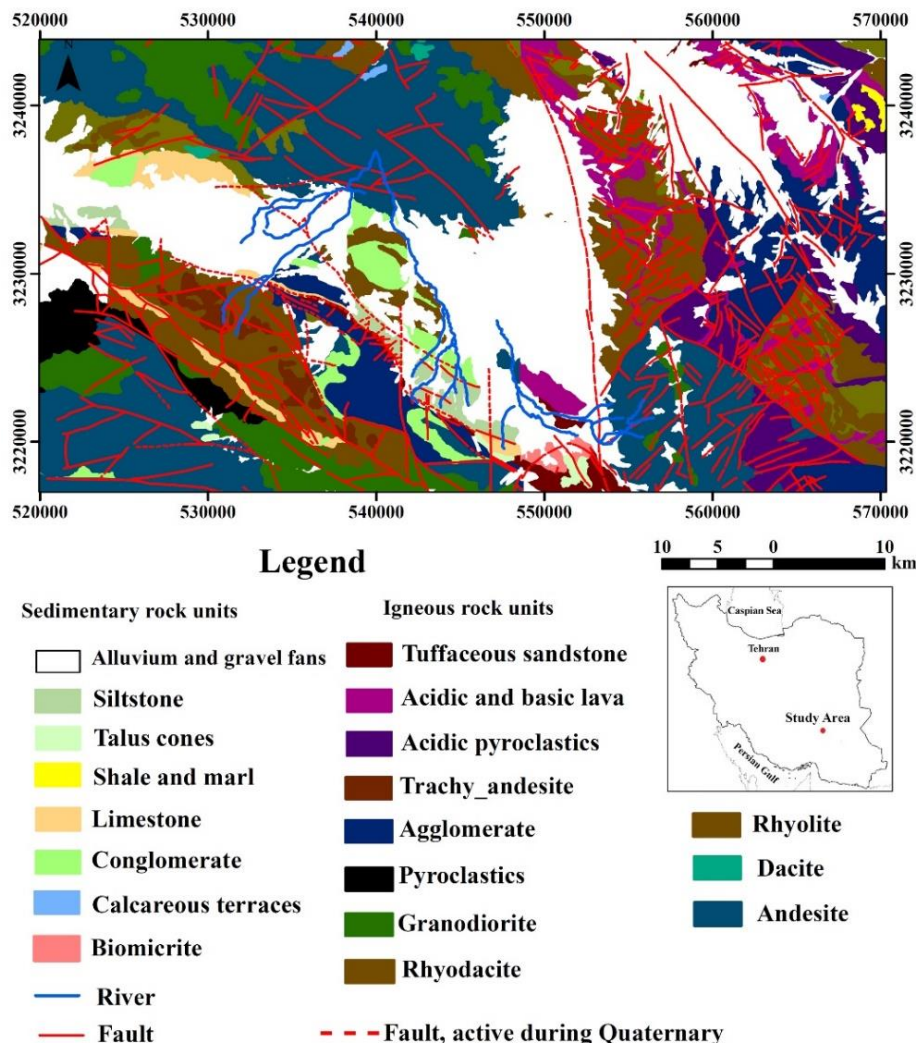 520000 530000 540000 550000 560000 570000
N
3240000 3240000
3230000 3230000
3220000 3220000
520000 530000 540000 550000 560000 570000
Legend
10 5 0 10
km
Sedimentary rock units
Alluvium and gravel fans
Siltstone
Talus cones
Shale and marl
Limestone
Conglomerate
Calcareous terraces
Biomicrite
River
Fault
Igneous rock units
Tuffaceous sandstone
Acidic and basic lava
Acidic pyroclastics
Trachy_andesite
Agglomerate
Pyroclastics
Granodiorite
Rhyodacite
Fault, active during Quaternary
Caspian Sea
Tehran
Study Area
Persian Gulf
Rhyolite
Dacite
Andesite